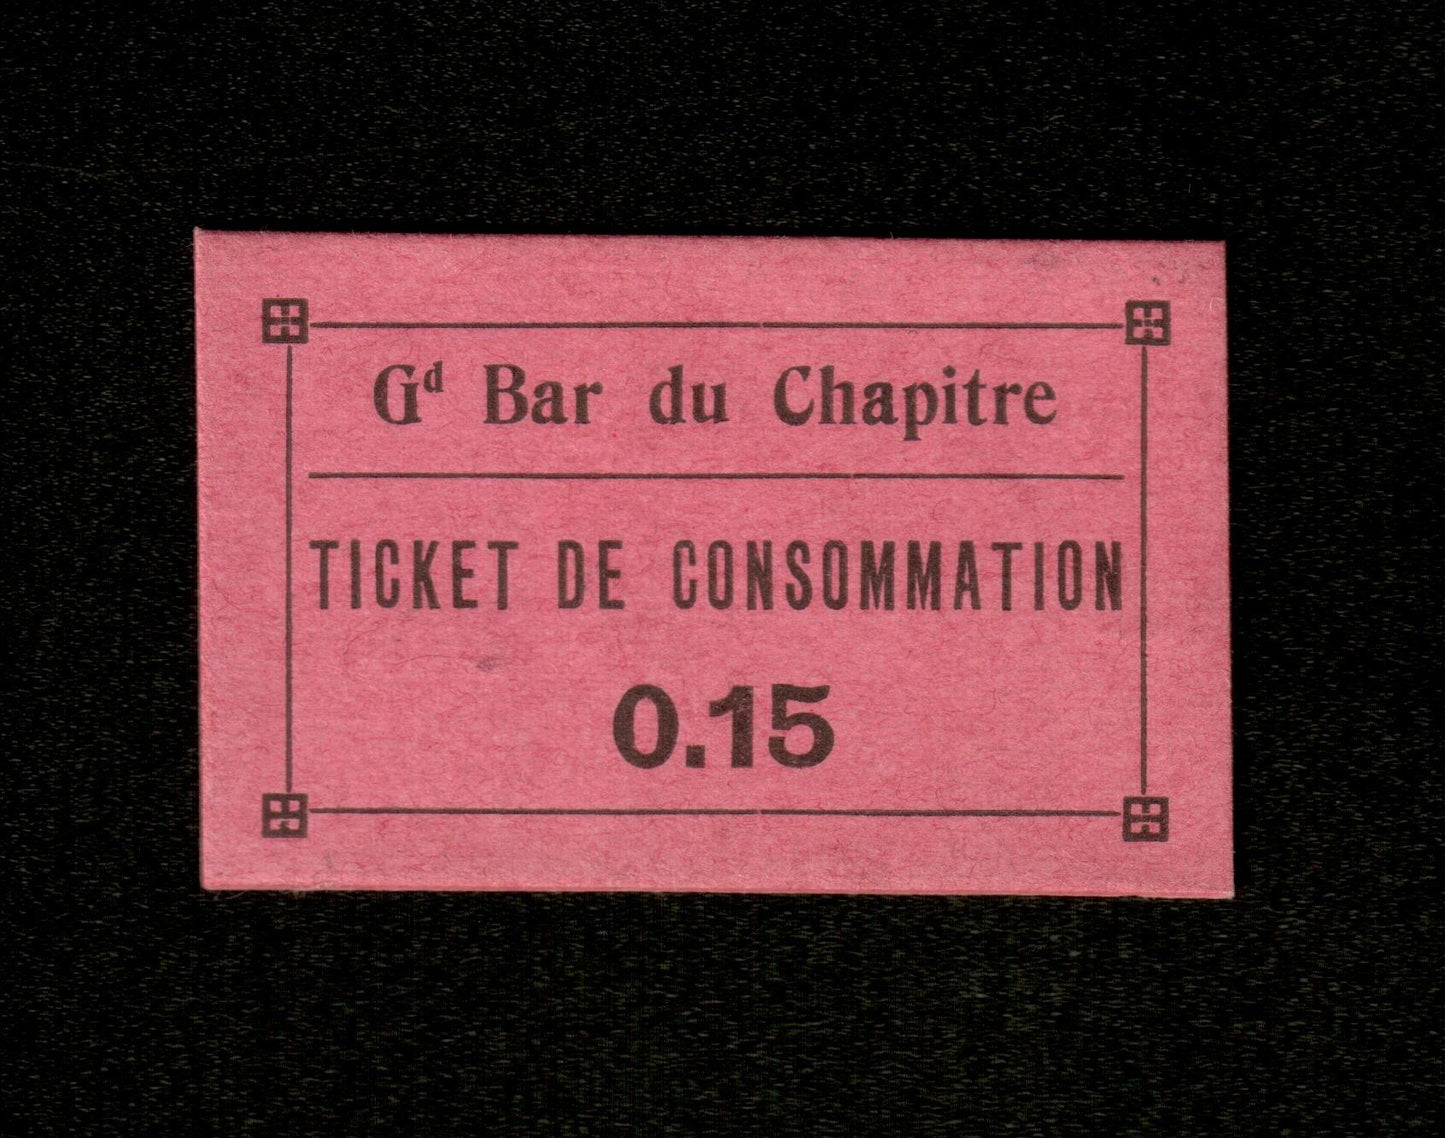 Gd Bar du Chapitre
TICKET DE CONSOMMATION
0.15